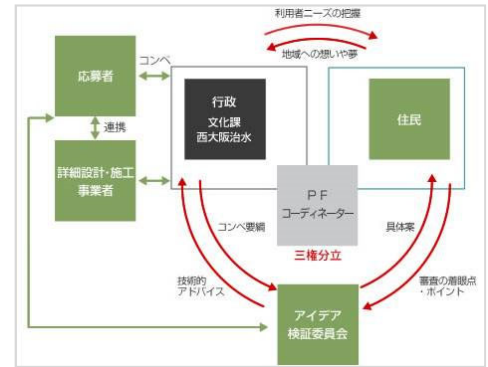 利用者ニーズの把握
地域への想いや夢
コンペ
応募者
行政
文化課
西大阪治水
住民
連携
詳細設計・施工
事業者
PF
コーディネーター
コンペ要綱
具体案
三権分立
技術的
アドバイス
審査の着眼点
・ポイント
アイデア
検証委員会